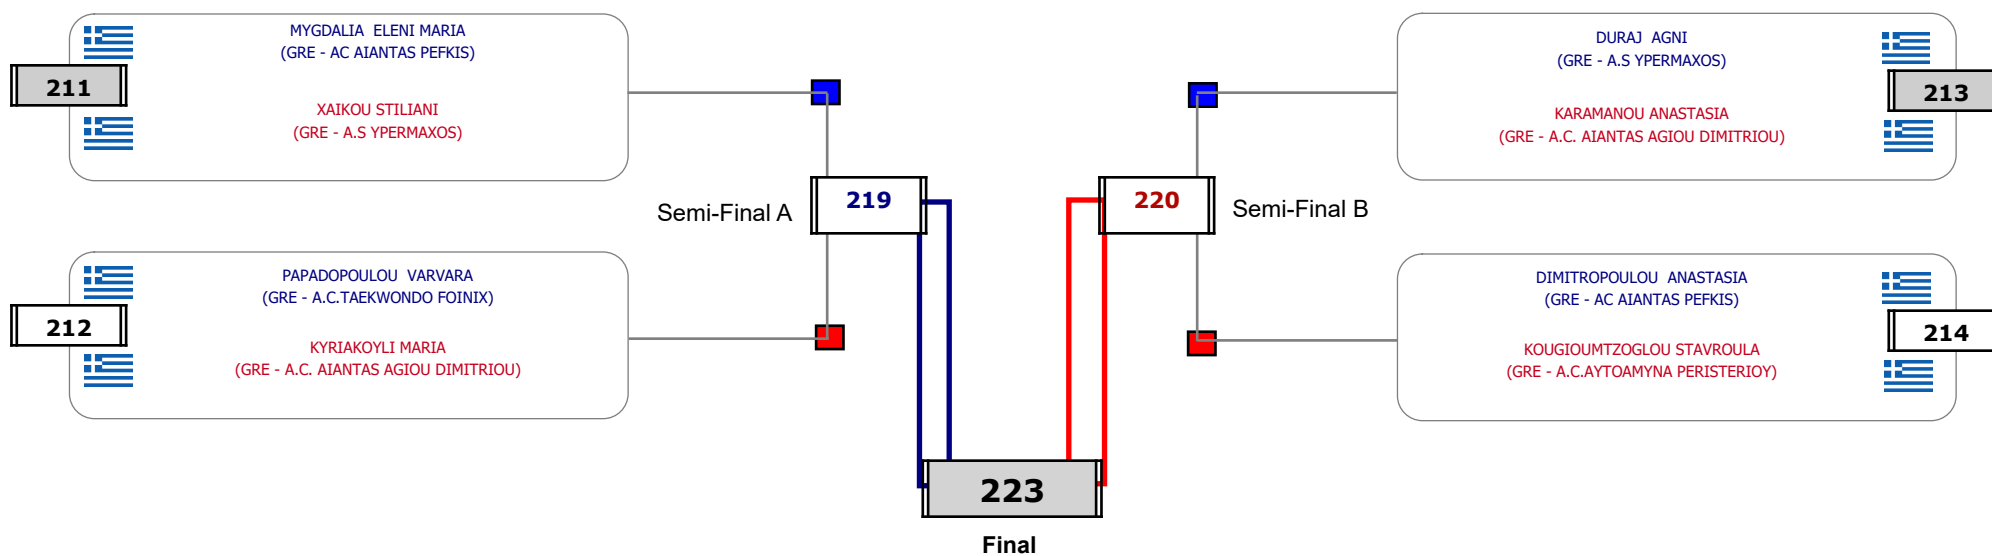 MYGDALIA ELENI MARIA
(GRE - AC AIANTAS PEFKIS)
211
XAIKOU STILIANI
(GRE - A.S YPERMAXOS)
DURAJ AGNI
(GRE - A.S YPERMAXOS)
213
KARAMANOU ANASTASIA
(GRE - A.C. AIANTAS AGIOU DIMITRIOU)
Semi-Final A
219
220
Semi-Final B
PAPADOPOULOU VARVARA
(GRE - A.C.TAEKWONDO FOINIX)
212
KYRIAKOYLI MARIA
(GRE - A.C. AIANTAS AGIOU DIMITRIOU)
DIMITROPOULOU ANASTASIA
(GRE - AC AIANTAS PEFKIS)
214
KOUGIOUMTZOGLOU STAVROULA
(GRE - A.C.AYTOAMYNA PERISTERIOY)
223
Final